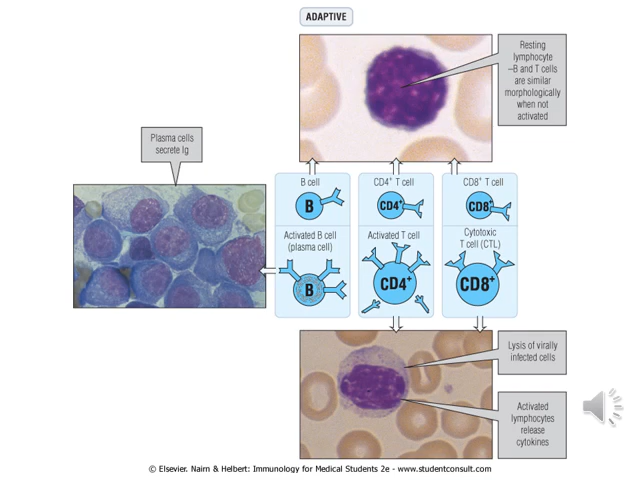 ADAPTIVE
Resting
lymphocyte
–B and T cells
are similar
morphologically
when not
activated
Plasma cells
secrete Ig
B cell
CD4+ T cell
CD8+ T cell
B
CD4+
CD8+
Activated B cell
(plasma cell)
Activated T cell
Cytotoxic
T cell (CTL)
B
CD4+
CD8+
Lysis of virally
infected cells
Activated
lymphocytes
release
cytokines
© Elsevier. Nairn & Helbert: Immunology for Medical Students 2e - www.studentconsult.com